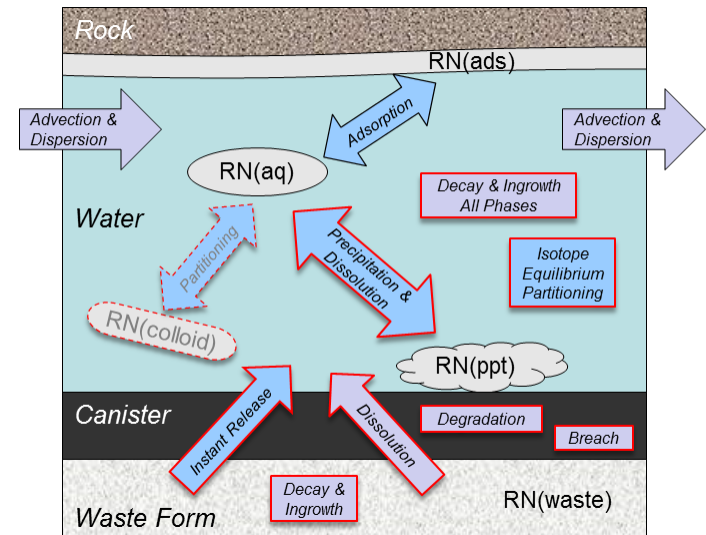 Rock
RN(ads)
Advection &
Dispersion
Adsorption
Advection &
Dispersion
RN(aq)
Decay & Ingrowth
All Phases
Water
Partitioning
Precipitation &
Dissolution
Isotope
Equilibrium
Partitioning
RN(colloid)
RN(ppt)
Canister
Instant Release
Dissolution
Degradation
Breach
Decay &
Ingrowth
RN(waste)
Waste Form